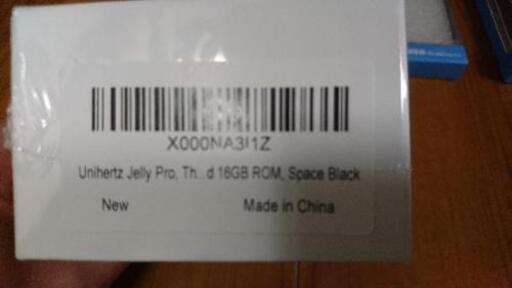 X000NA3I1Z
Unihertz Jelly Pro, Th...d 16GB ROM, Space Black
New
Made in China